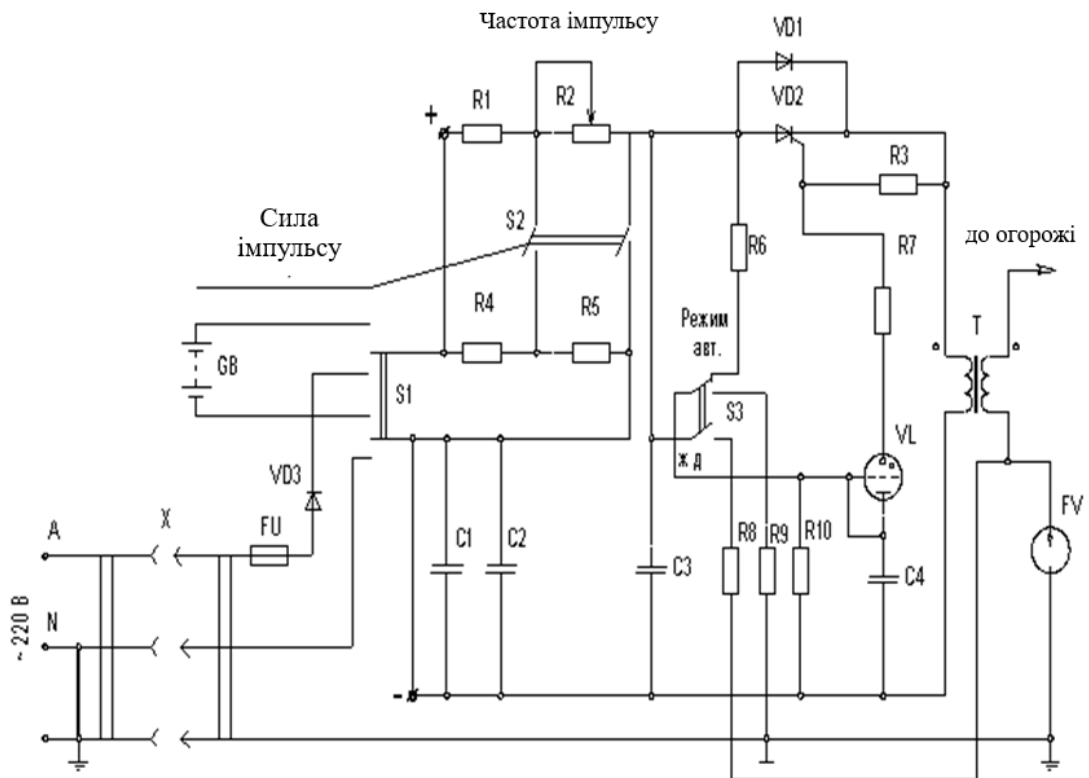 Частота імпульсу
VD1
R1
R2
VD2
+
R3
Сила
імпульсу
S2
до огорожі
R6
R7
R4
R5
Режим
авт.
T
GB
S1
S3
VL
VD3
ж д
FV
A
X
FU
C1
C2
C3
R8
R9
R10
C4
~ 220 В
N
-